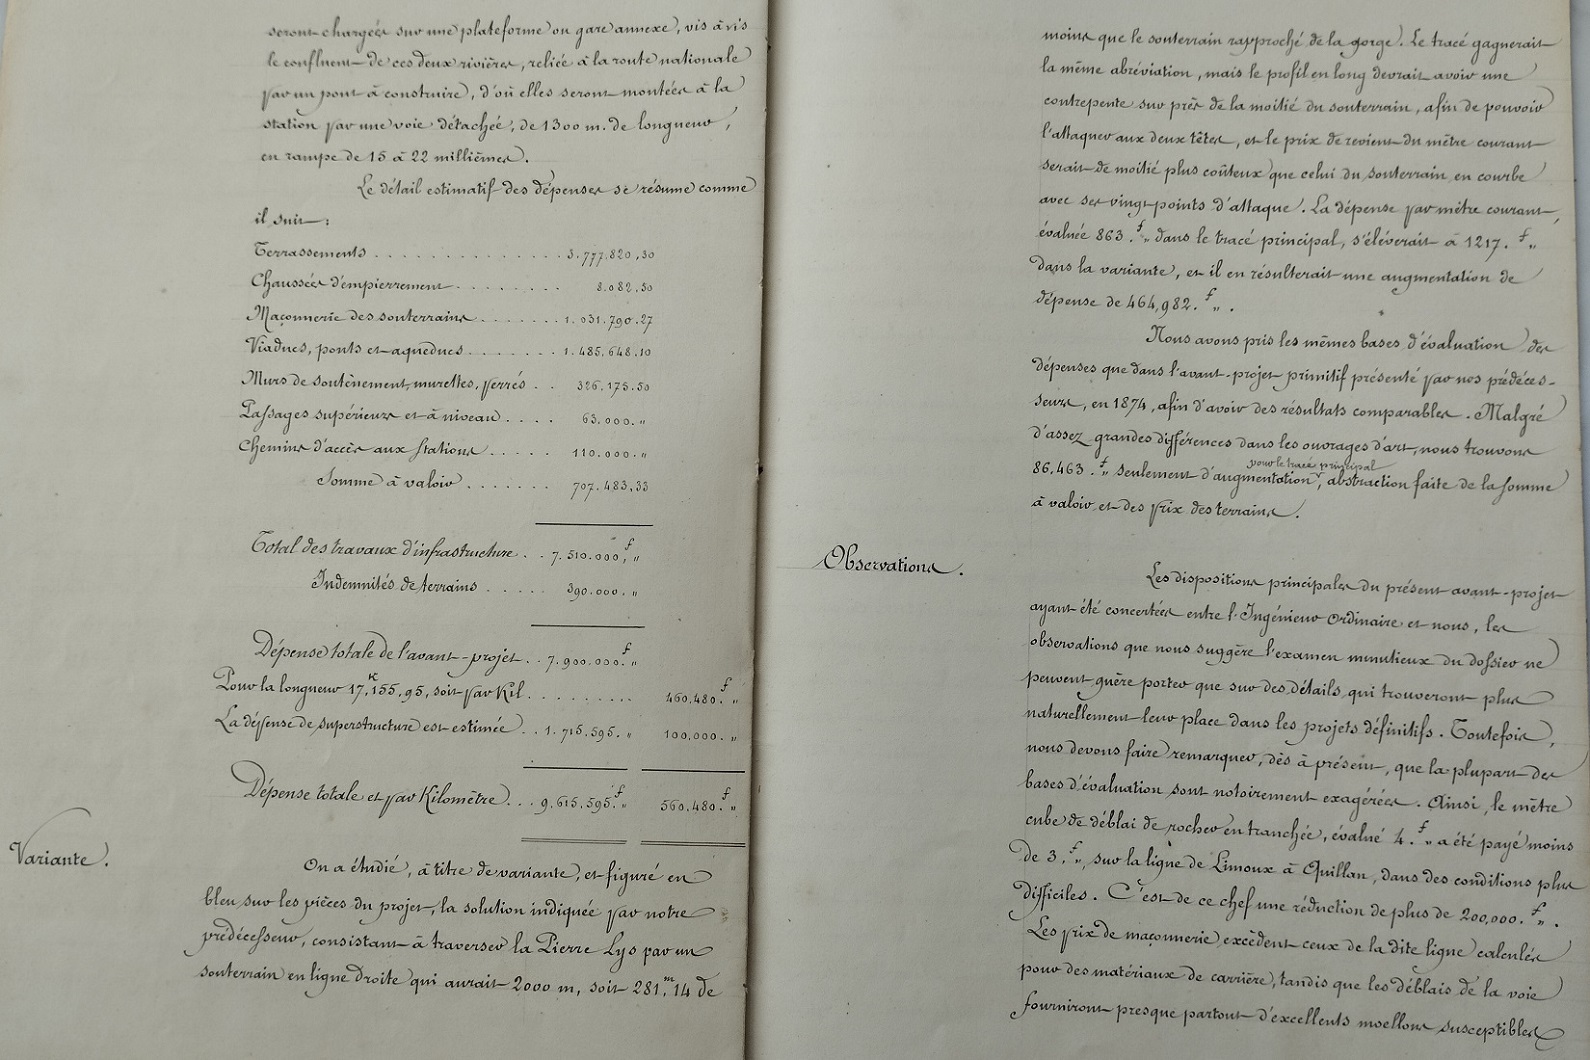 seront chargées sur une plateforme ou gare annexe, vis à vis
le confluent de ces deux rivières, reliée à la route nationale
par un pont à construire, d'où elles seront montées à la
station par une voie détachée, de 1300 m. de longueur,
en rampe de 15 à 22 millièmes.
Le détail estimatif des dépenses se résume comme
il suit:
Terrassements . . . . . . . . . . . . . . . 3.777.820,30
Chaussées d'empierrement . . . . . . . . . 8.082.50
Maçonnerie des souterrains . . . . . . . 1.031.790.27
Viaducs, ponts et aqueducs . . . . . . . . 1.485.648.10
Murs de soutènement, murettes, perrés . . 326.175.50
Passages supérieurs et à niveau . . . . 63.000."
Chemins d'accès aux stations . . . . . 110.000."
Somme à valoir . . . . . . . 707.483,33
Total des travaux d'infrastructure . . 7.510.000,f "
Indemnités de terrains . . . . . 390.000."
Dépense totale de l'avant-projet . . 7.900.000.f "
Pour la longueur 17,K155,95, soit par Kil . . . . . . . . 460,480.f "
La dépense de superstructure est estimée . . 1.715.595." 100,000."
Dépense totale et par Kilomètre . . . 9.615.595.f " 560.480.f "
Variante.
On a étudié, à titre de variante, et figuré en
bleu sur les pièces du projet, la solution indiquée par notre
prédécesseur, consistant à traverser la Pierre Lys par un
souterrain en ligne droite qui aurait 2000 m, soit 281,m14 de
moins que le souterrain rapproché de la gorge. Le tracé gagnerait
la même abréviation, mais le profil en long devrait avoir une
contrepente sur près de la moitié du souterrain, afin de pouvoir
l'attaquer aux deux têtes, et le prix de revient du mètre courant
serait de moitié plus coûteux que celui du souterrain en courbe
avec ses vingt points d'attaque. La dépense par mètre courant,
évaluée 863.f " dans le tracé principal, s'élèverait à 1217.f "
dans la variante, et il en résulterait une augmentation de
dépense de 464,982.f ".
Nous avons pris les mêmes bases d'évaluation des
dépenses que dans l'avant-projet primitif présenté par nos prédéces-
seurs, en 1874, afin d'avoir des résultats comparables. Malgré
d'assez grandes différences dans les ouvrages d'art, nous trouvons
pour le tracé principal
86,463.f " seulement d'augmentation, abstraction faite de la somme
à valoir et des prix des terrains.
Observations.
Les dispositions principales du présent avant-projet
ayant été concertées entre l'Ingénieur Ordinaire et nous, les
observations que nous suggère l'examen minutieux du dossier ne
peuvent guère porter que sur des détails qui trouveront plus
naturellement leur place dans les projets définitifs. Toutefois,
nous devons faire remarquer, dès à présent, que la plupart des
bases d'évaluation sont notoirement exagérées. Ainsi, le mètre
cube de déblai de rocher en tranchée, évalué 4.f " a été payé moins
de 3.f ", sur la ligne de Limoux à Quillan, dans des conditions plus
difficiles. C'est de ce chef une réduction de plus de 200,000.f ".
Les prix de maçonnerie excèdent ceux de la dite ligne calculés
pour des matériaux de carrière, tandis que les déblais de la voie
fourniront presque partout d'excellents moellons susceptibles